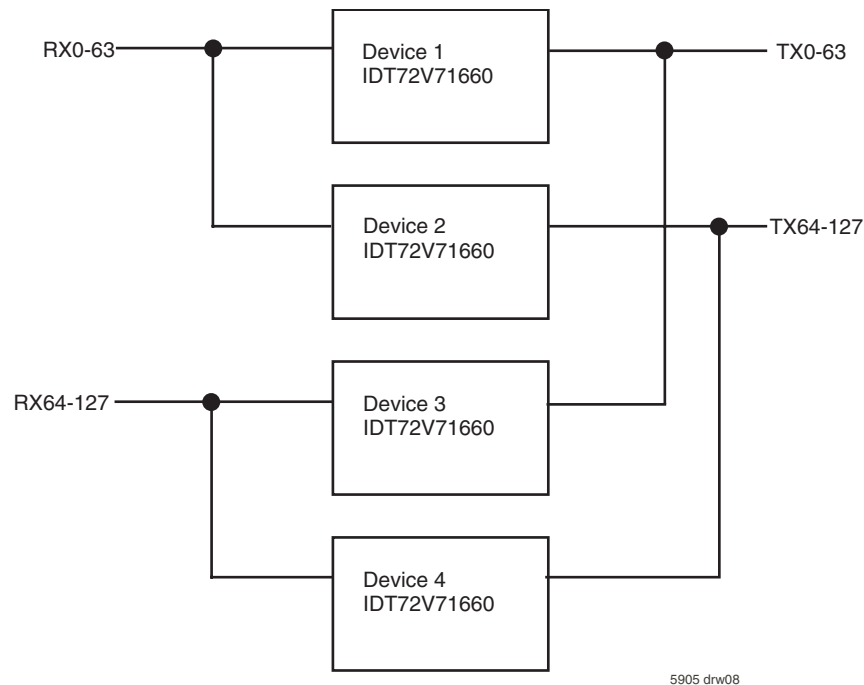 RX0-63
Device 1
IDT72V71660
TX0-63
Device 2
IDT72V71660
TX64-127
RX64-127
Device 3
IDT72V71660
Device 4
IDT72V71660
5905 drw08